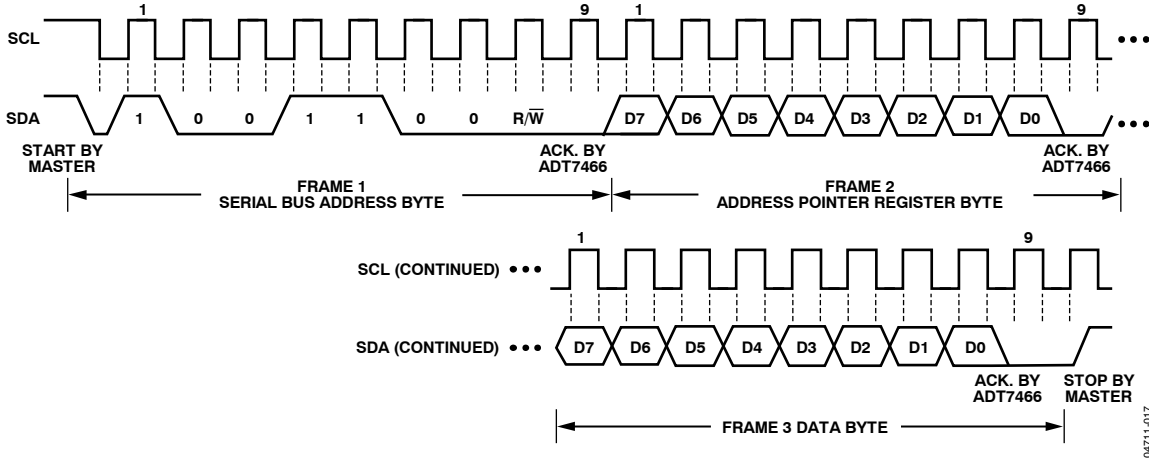 1 9 1 9
SCL
SDA 1 0 0 1 1 0 0 R/W̅ D7 D6 D5 D4 D3 D2 D1 D0
START BY
MASTER
ACK. BY
ADT7466
ACK. BY
ADT7466
FRAME 1
SERIAL BUS ADDRESS BYTE
FRAME 2
ADDRESS POINTER REGISTER BYTE
1 9
SCL (CONTINUED)
SDA (CONTINUED) D7 D6 D5 D4 D3 D2 D1 D0
ACK. BY
ADT7466
STOP BY
MASTER
FRAME 3 DATA BYTE
04711-017